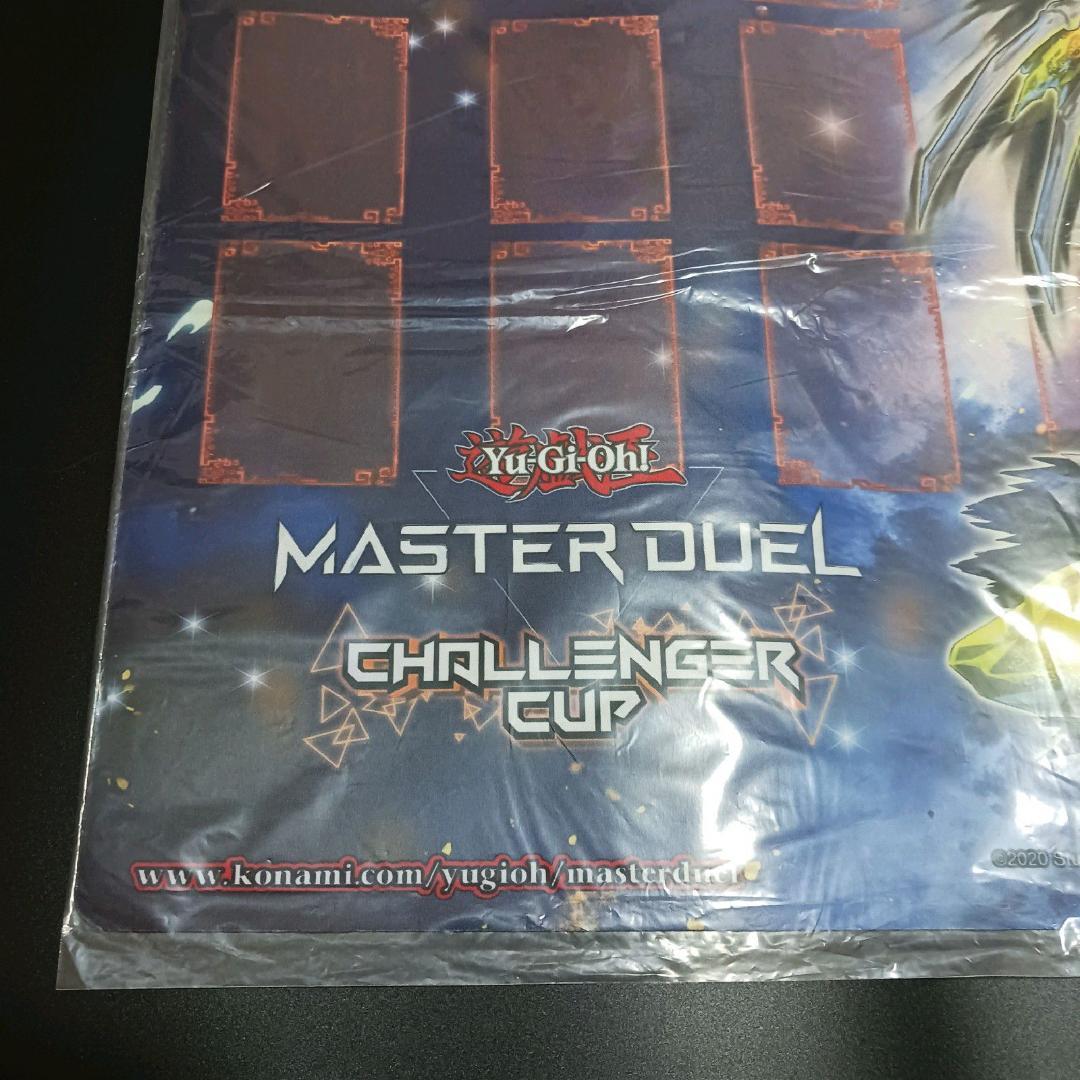 遊戯王
Yu-Gi-Oh!
MASTER DUEL
CHALLENGER
CUP
www.konami.com/yugioh/masterduel
©2020